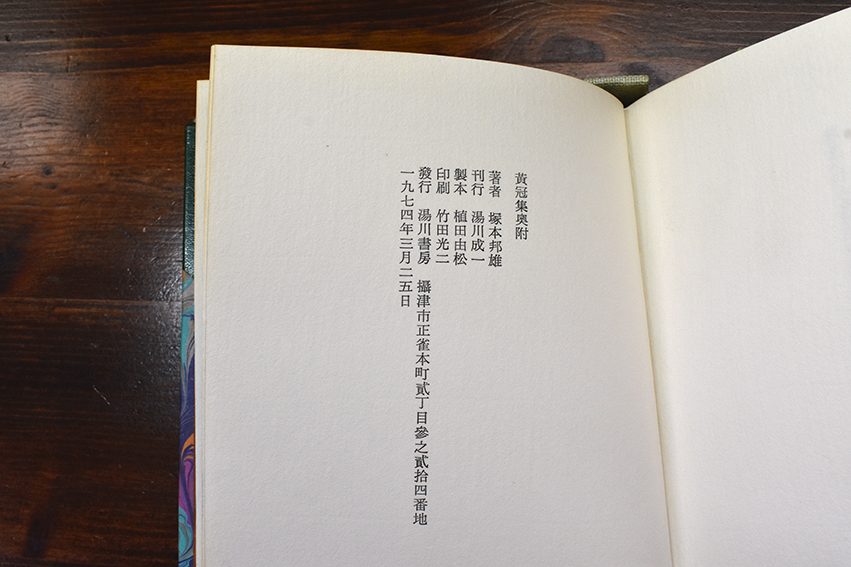 黃冠集奥附
著者　塚本邦雄
刊行　湯川成一
製本　植田由松
印刷　竹田光二
發行　湯川書房　攝津市正雀本町貳丁目參之貳拾四番地
一九七四年三月二五日